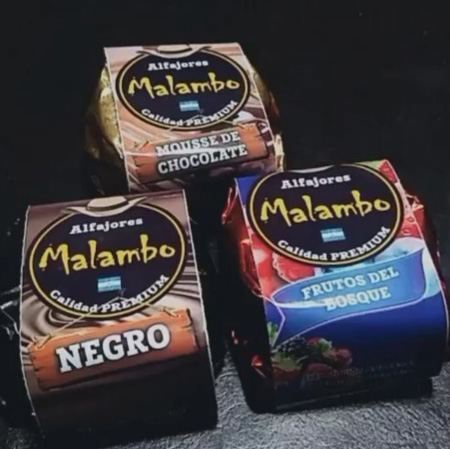 Alfajores
Malambo
Calidad PREMIUM
MOUSSE DE
CHOCOLATE
Alfajores
Malambo
Calidad PREMIUM
NEGRO
Alfajores
Malambo
Calidad PREMIUM
FRUTOS DEL
BOSQUE